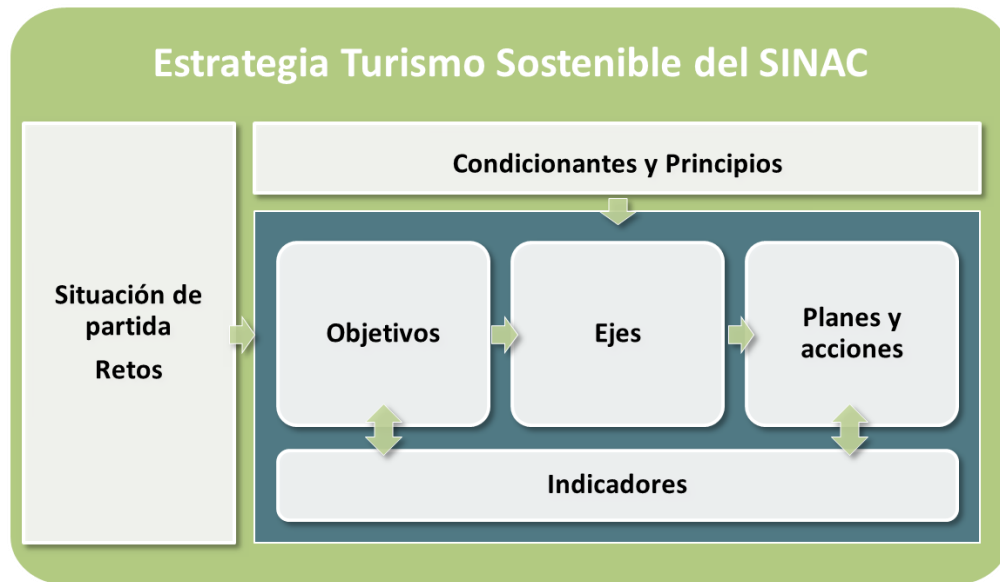 Estrategia Turismo Sostenible del SINAC
Condicionantes y Principios
Situación de
partida
Retos
Objetivos
Ejes
Planes y
acciones
Indicadores